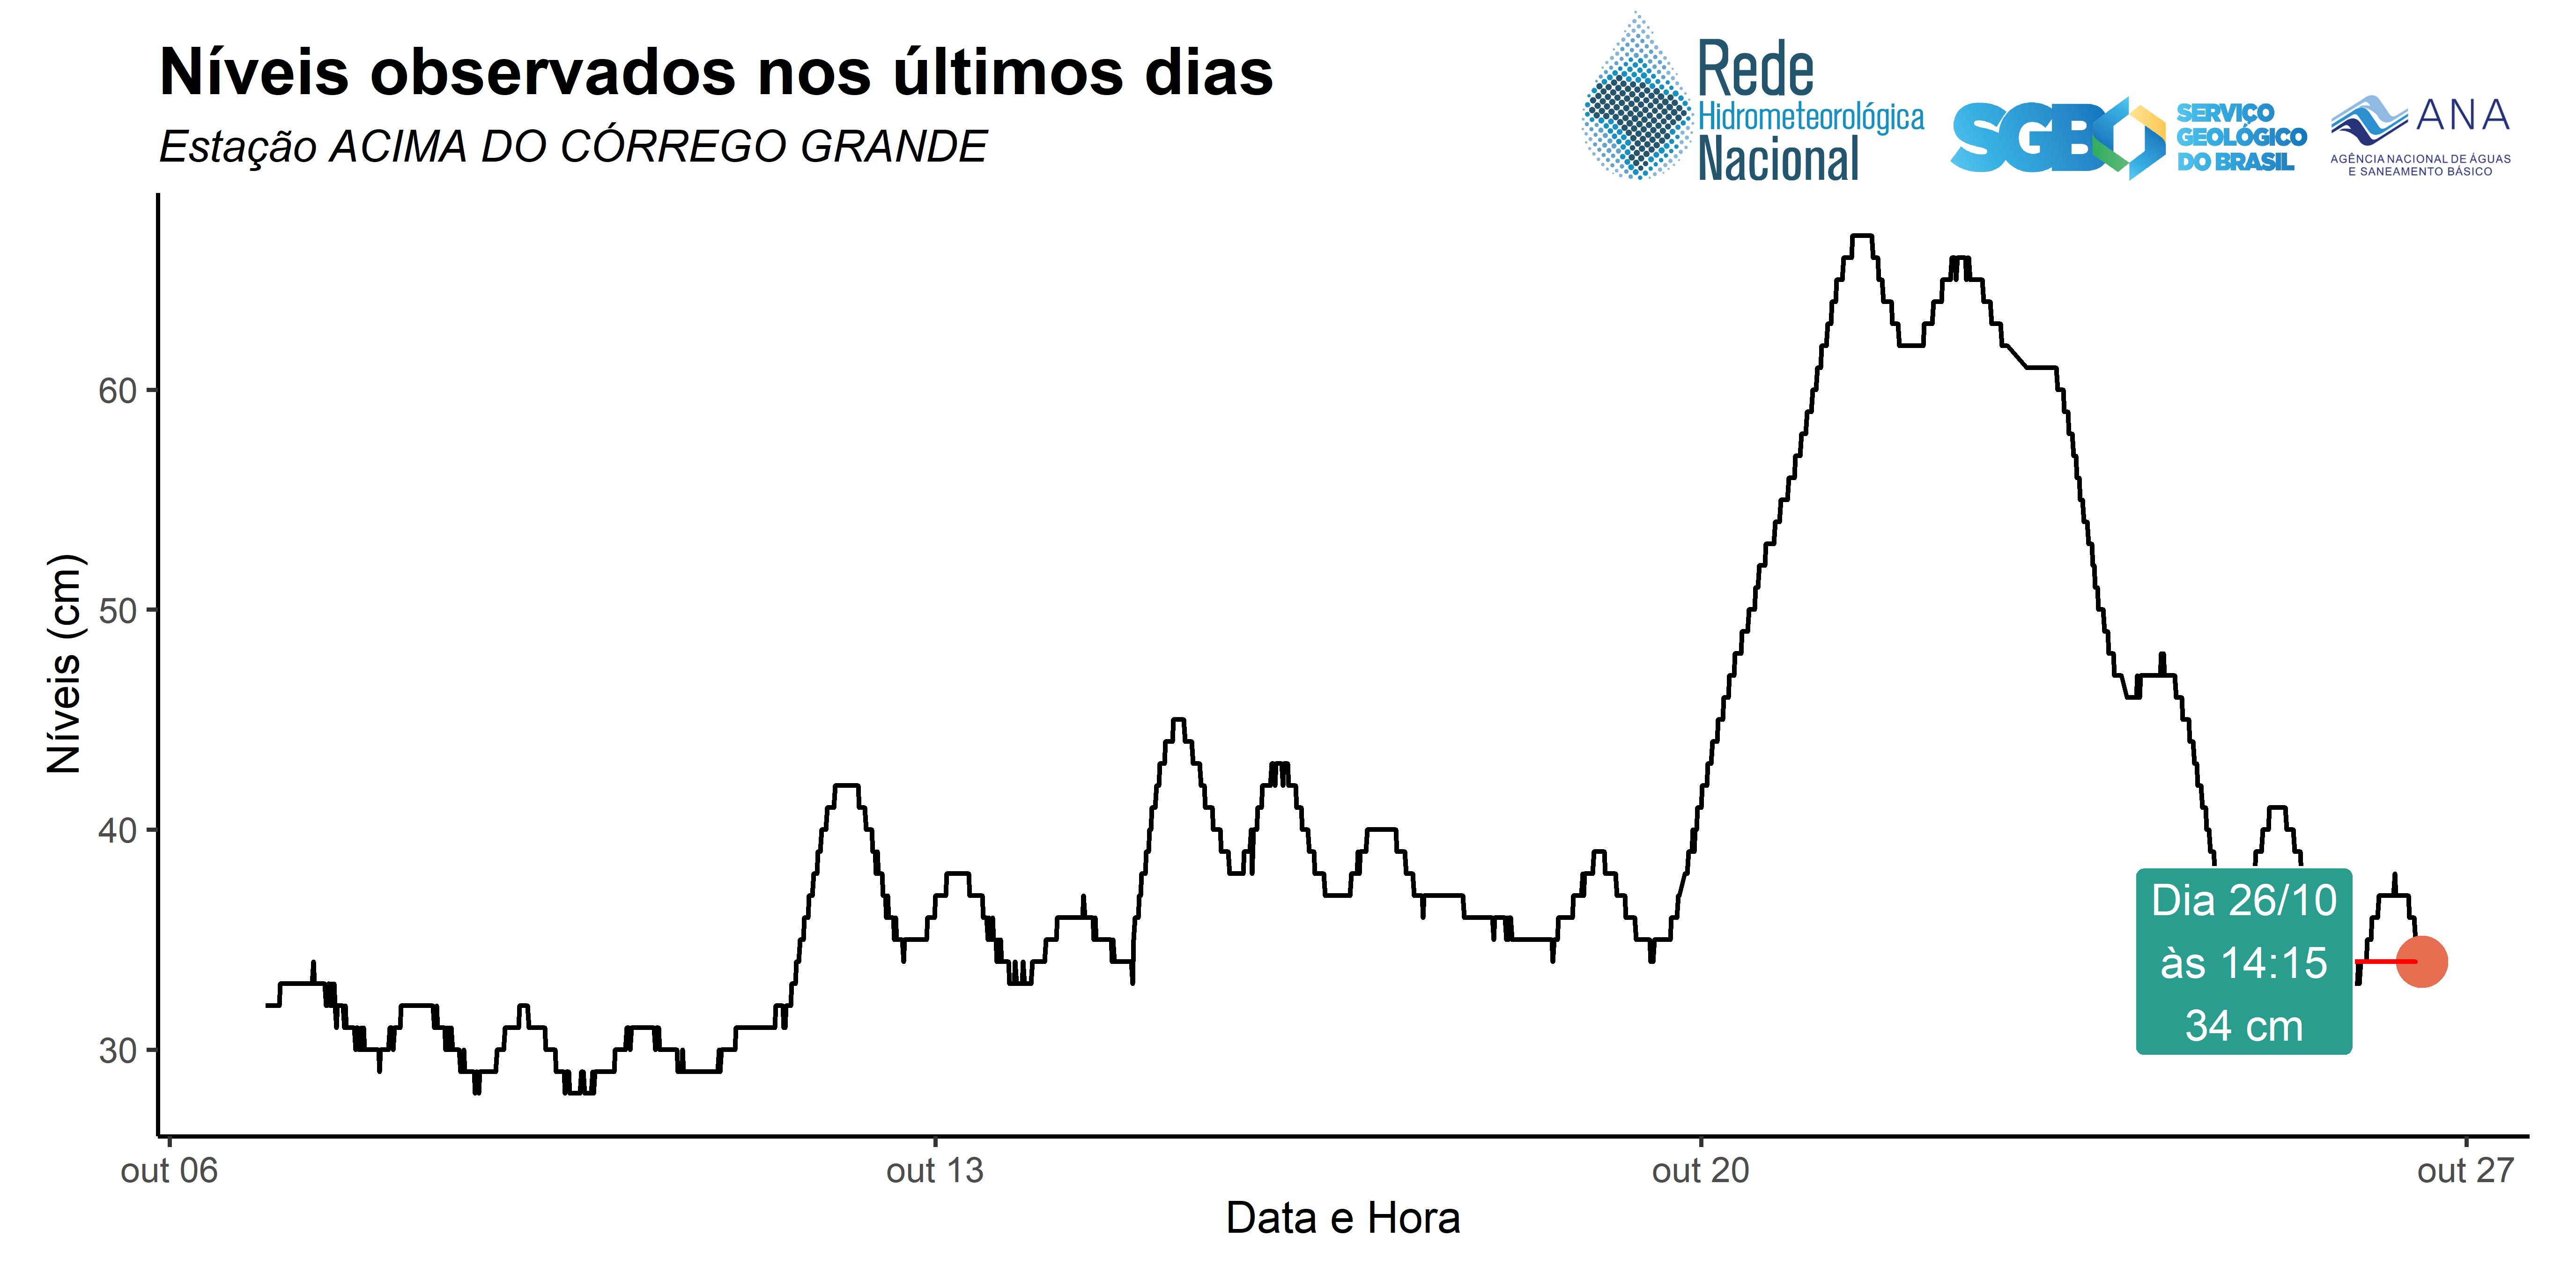 Níveis observados nos últimos dias
Estação ACIMA DO CÓRREGO GRANDE
Rede
Hidrometeorológica
Nacional
SGB
SERVIÇO
GEOLÓGICO
DO BRASIL
ANA
AGÊNCIA NACIONAL DE ÁGUAS
E SANEAMENTO BÁSICO
Níveis (cm)
60
50
40
30
Dia 26/10
às 14:15
34 cm
out 06
out 13
out 20
out 27
Data e Hora